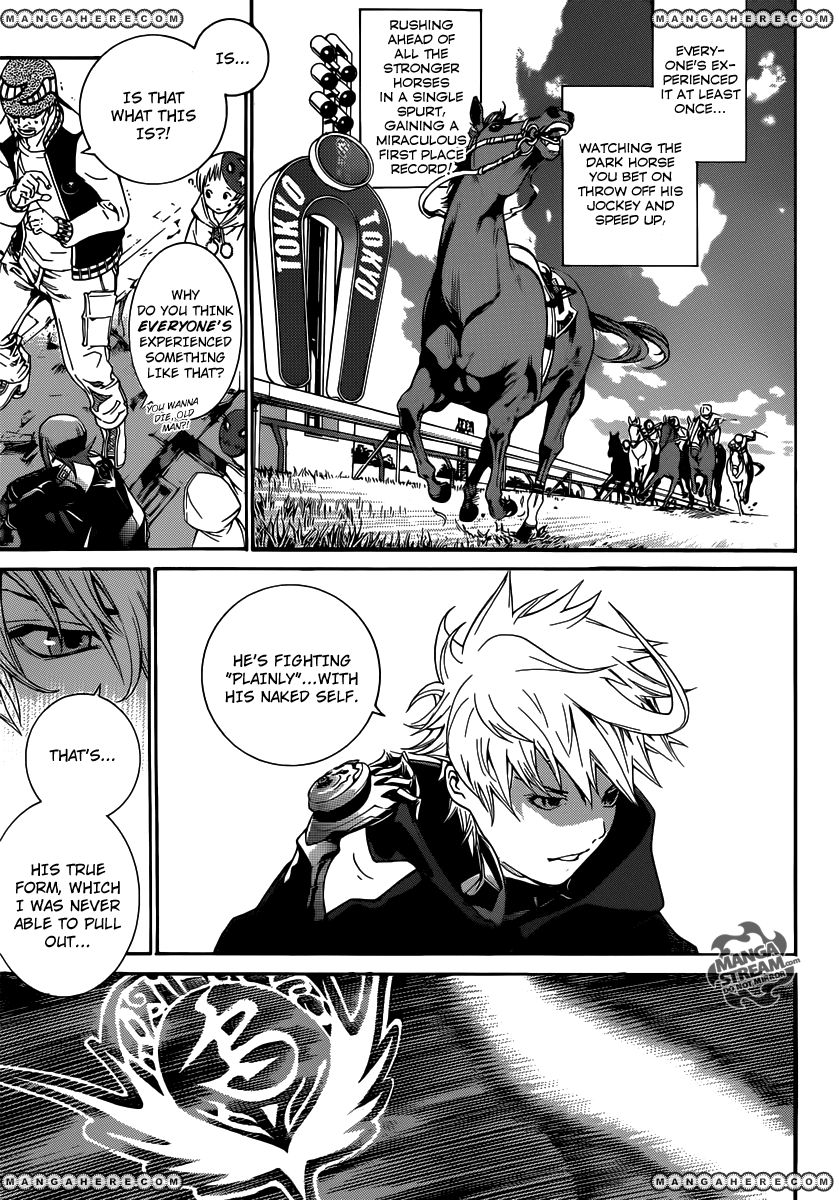 MANGAHERE.COM
MANGAHERE.COM
EVERY-
ONE'S EX-
PERIENCED
IT AT LEAST
ONCE...
WATCHING THE
DARK HORSE
YOU BET ON
THROW OFF HIS
JOCKEY AND
SPEED UP,
RUSHING
AHEAD OF
ALL THE
STRONGER
HORSES
IN A SINGLE
SPURT,
GAINING A
MIRACULOUS
FIRST PLACE
RECORD!
TOKYO
TOKYO
IS...
IS THAT
WHAT THIS
IS?!
WHY
DO YOU THINK
EVERYONE'S
EXPERIENCED
SOMETHING
LIKE THAT?
YOU WANNA
DIE, OLD
MAN?!
HE'S FIGHTING
"PLAINLY"...WITH
HIS NAKED SELF.
THAT'S...
HIS TRUE
FORM, WHICH
I WAS NEVER
ABLE TO PULL
OUT...
MANGA
STREAM.com
DO NOT MIRROR
MANGAHERE.COM
MANGAHERE.COM